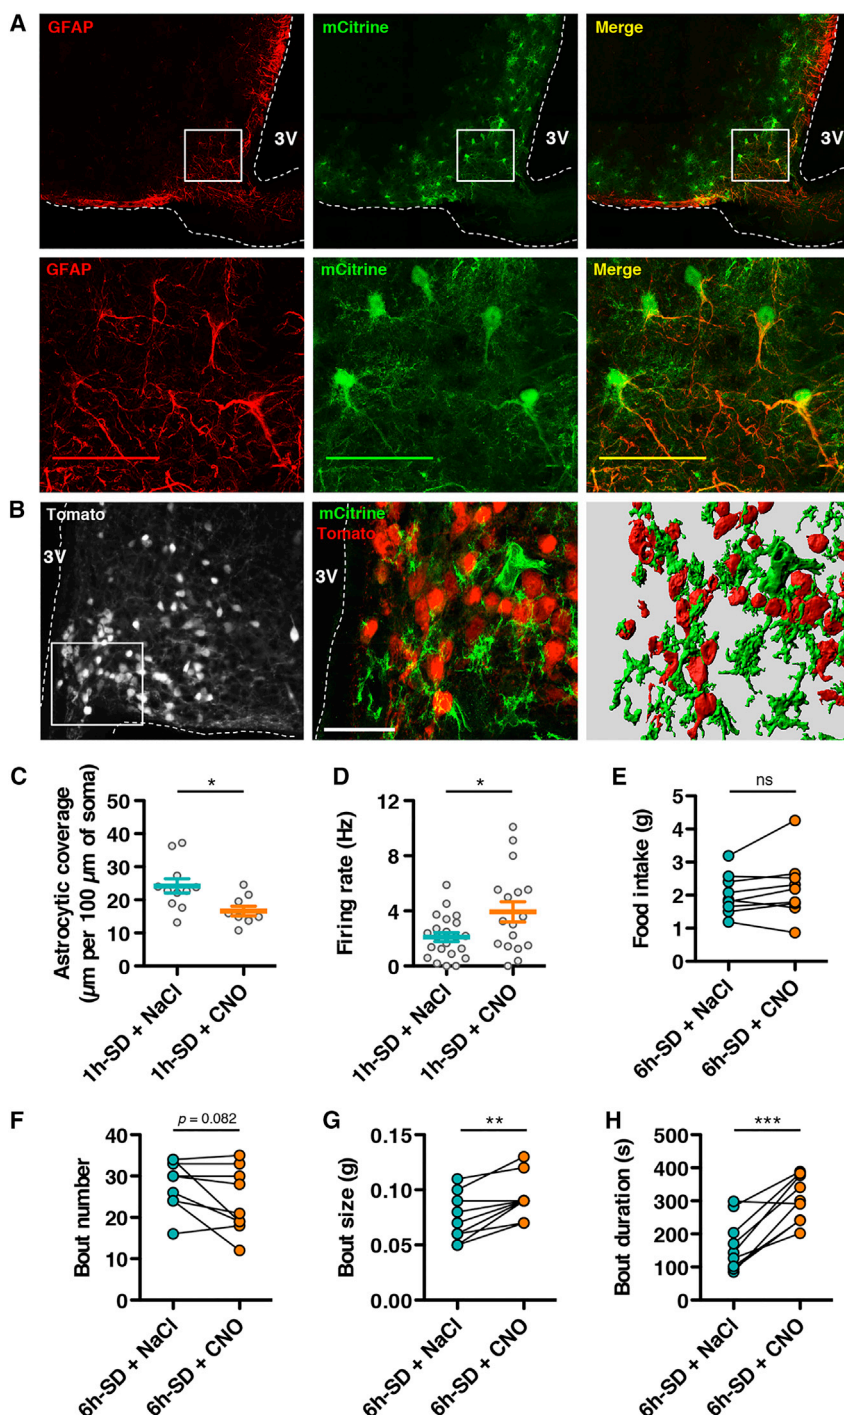 A
GFAP
mCitrine
Merge
3V
3V
3V
GFAP
mCitrine
Merge
B
Tomato
3V
mCitrine
Tomato
3V
C
*
Astrocytic coverage
(µm per 100 µm of soma)
50
40
30
20
10
0
1h-SD + NaCl
1h-SD + CNO
D
*
Firing rate (Hz)
12
8
4
0
1h-SD + NaCl
1h-SD + CNO
E
ns
Food intake (g)
5
4
3
2
1
0
6h-SD + NaCl
6h-SD + CNO
F
p = 0.082
Bout number
40
30
20
10
0
6h-SD + NaCl
6h-SD + CNO
G
**
Bout size (g)
0.15
0.10
0.05
0.00
6h-SD + NaCl
6h-SD + CNO
H
***
Bout duration (s)
500
400
300
200
100
0
6h-SD + NaCl
6h-SD + CNO